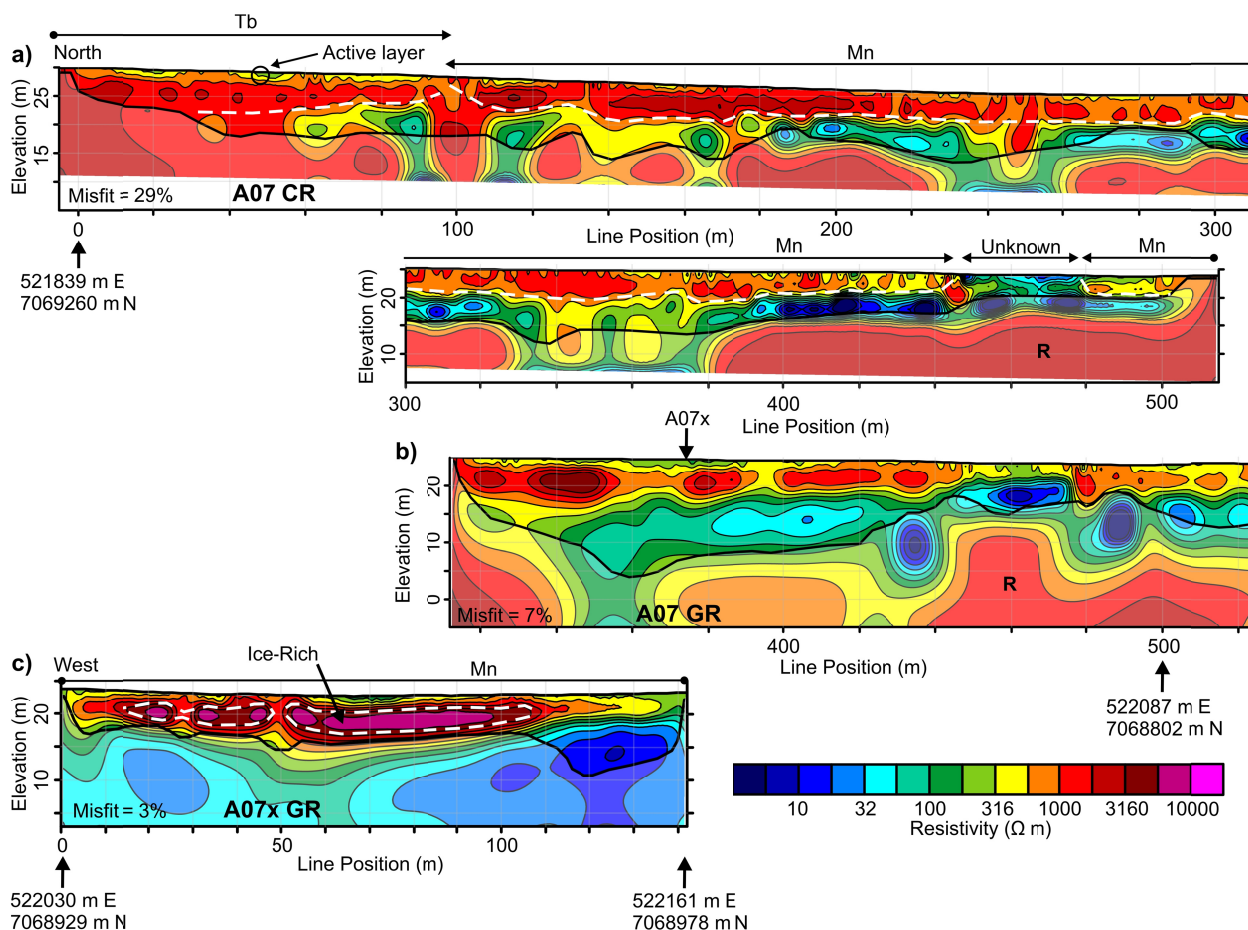 Tb
a) North
Active layer
Mn
Elevation (m)
25
15
Misfit = 29%
A07 CR
0
100
200
300
Line Position (m)
521839 m E
7069260 m N
Mn
Unknown
Mn
Elevation (m)
20
10
R
300
400
500
Line Position (m)
A07x
b)
Elevation (m)
20
10
0
Misfit = 7%
A07 GR
R
400
500
Line Position (m)
522087 m E
7068802 m N
c) West
Ice-Rich
Mn
Elevation (m)
20
10
Misfit = 3%
A07x GR
0
50
100
Line Position (m)
522030 m E
7068929 m N
522161 m E
7068978 m N
10 32 100 316 1000 3160 10000
Resistivity (Ω m)